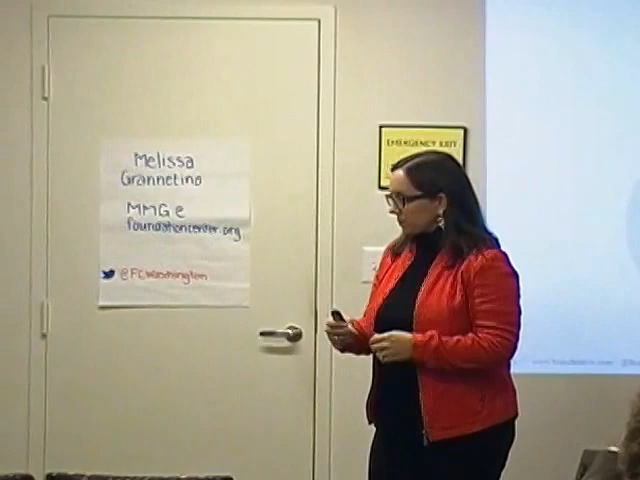 Melissa
Grannetino
MMG@
foundationcenter.org
@FCWashington
EMERGENCY EXIT